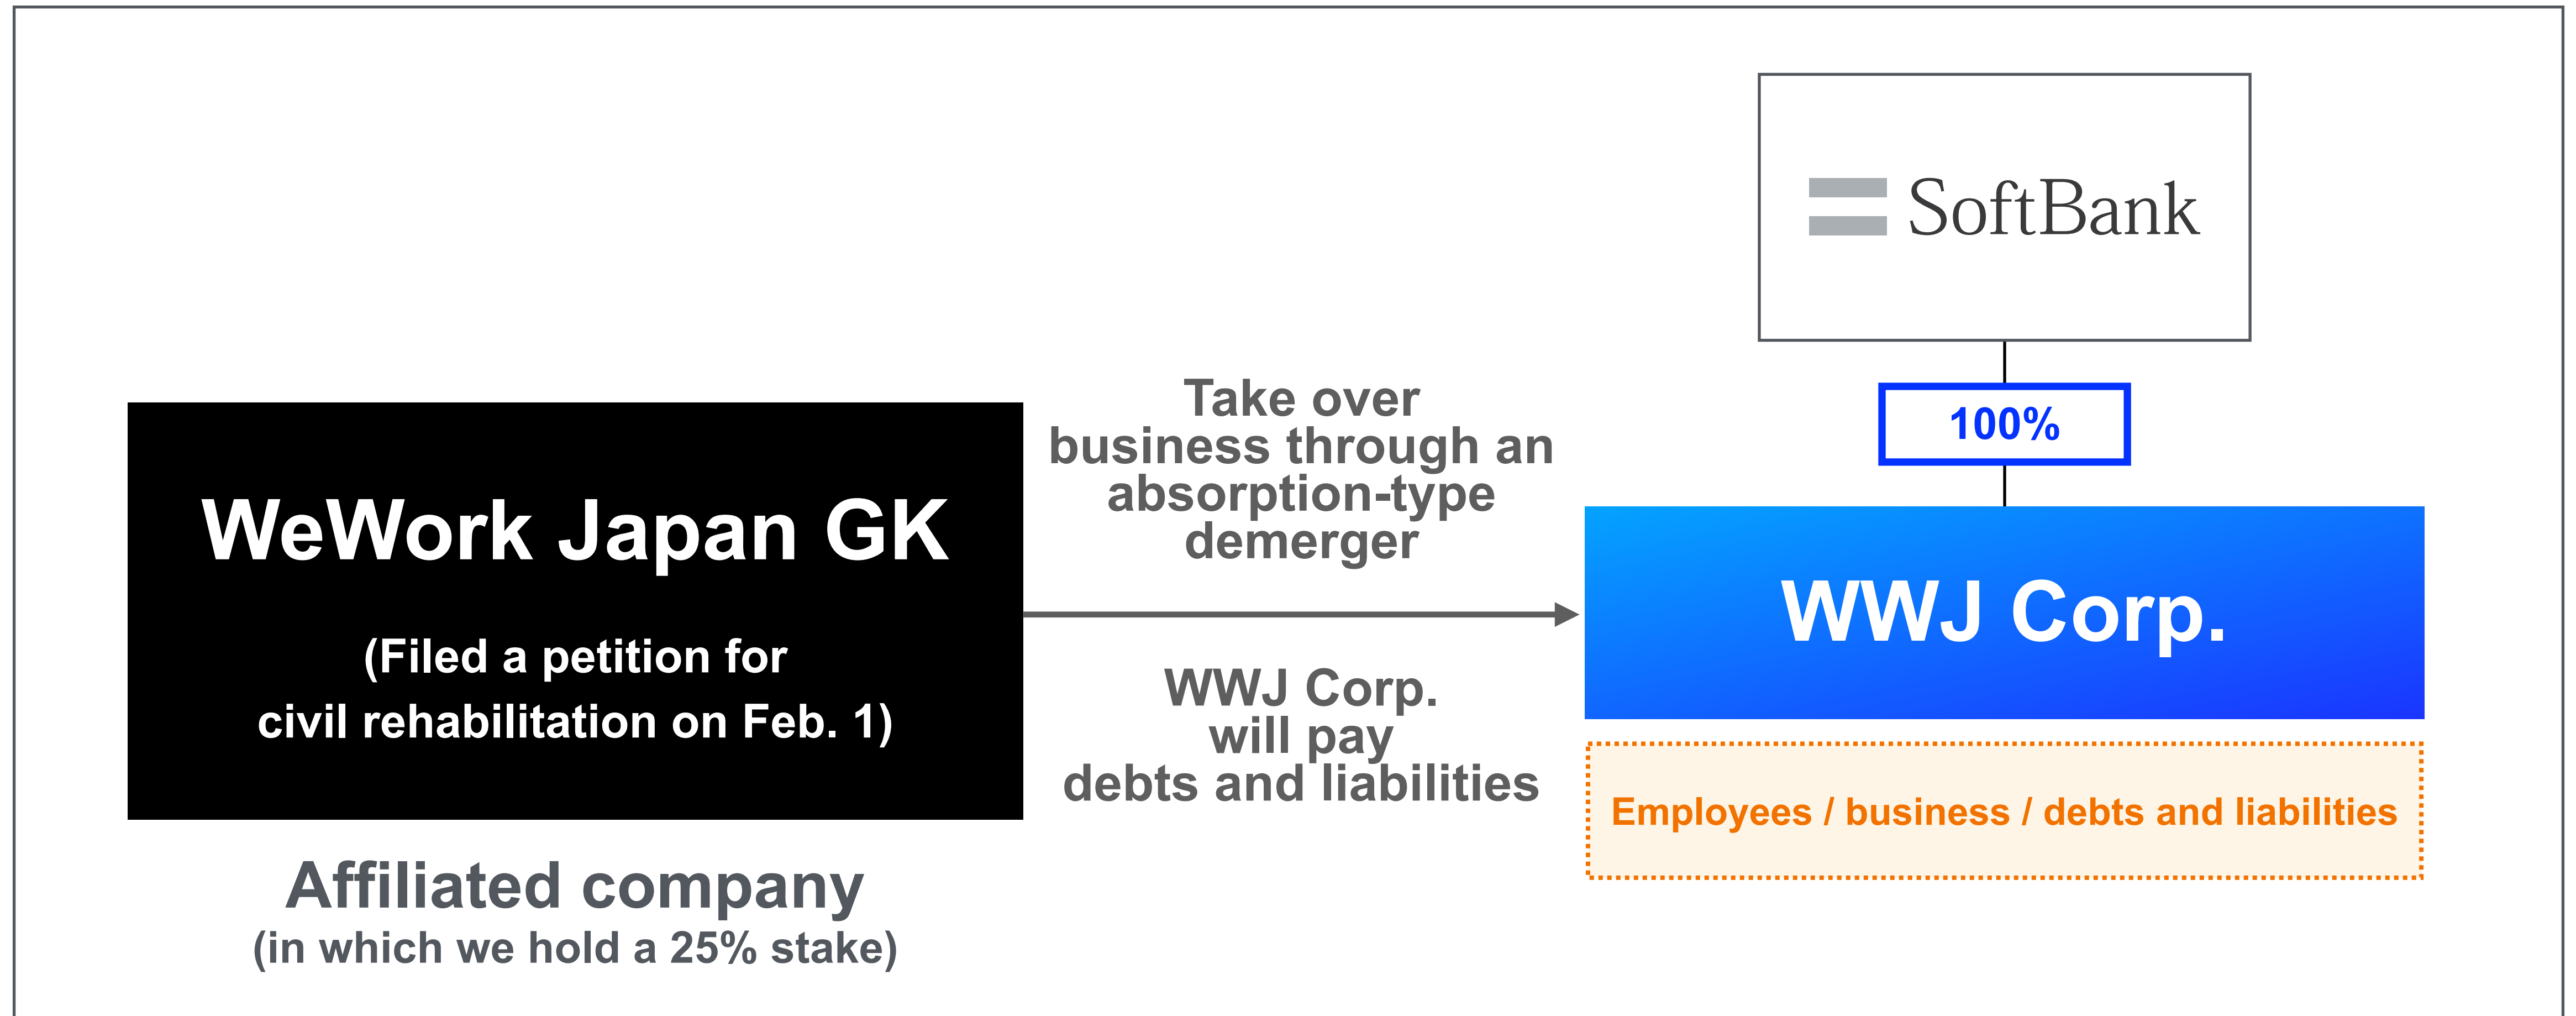 SoftBank
100%
Take over
business through an
absorption-type
demerger
WeWork Japan GK
(Filed a petition for
civil rehabilitation on Feb. 1)
WWJ Corp.
WWJ Corp.
will pay
debts and liabilities
Employees / business / debts and liabilities
Affiliated company
(in which we hold a 25% stake)